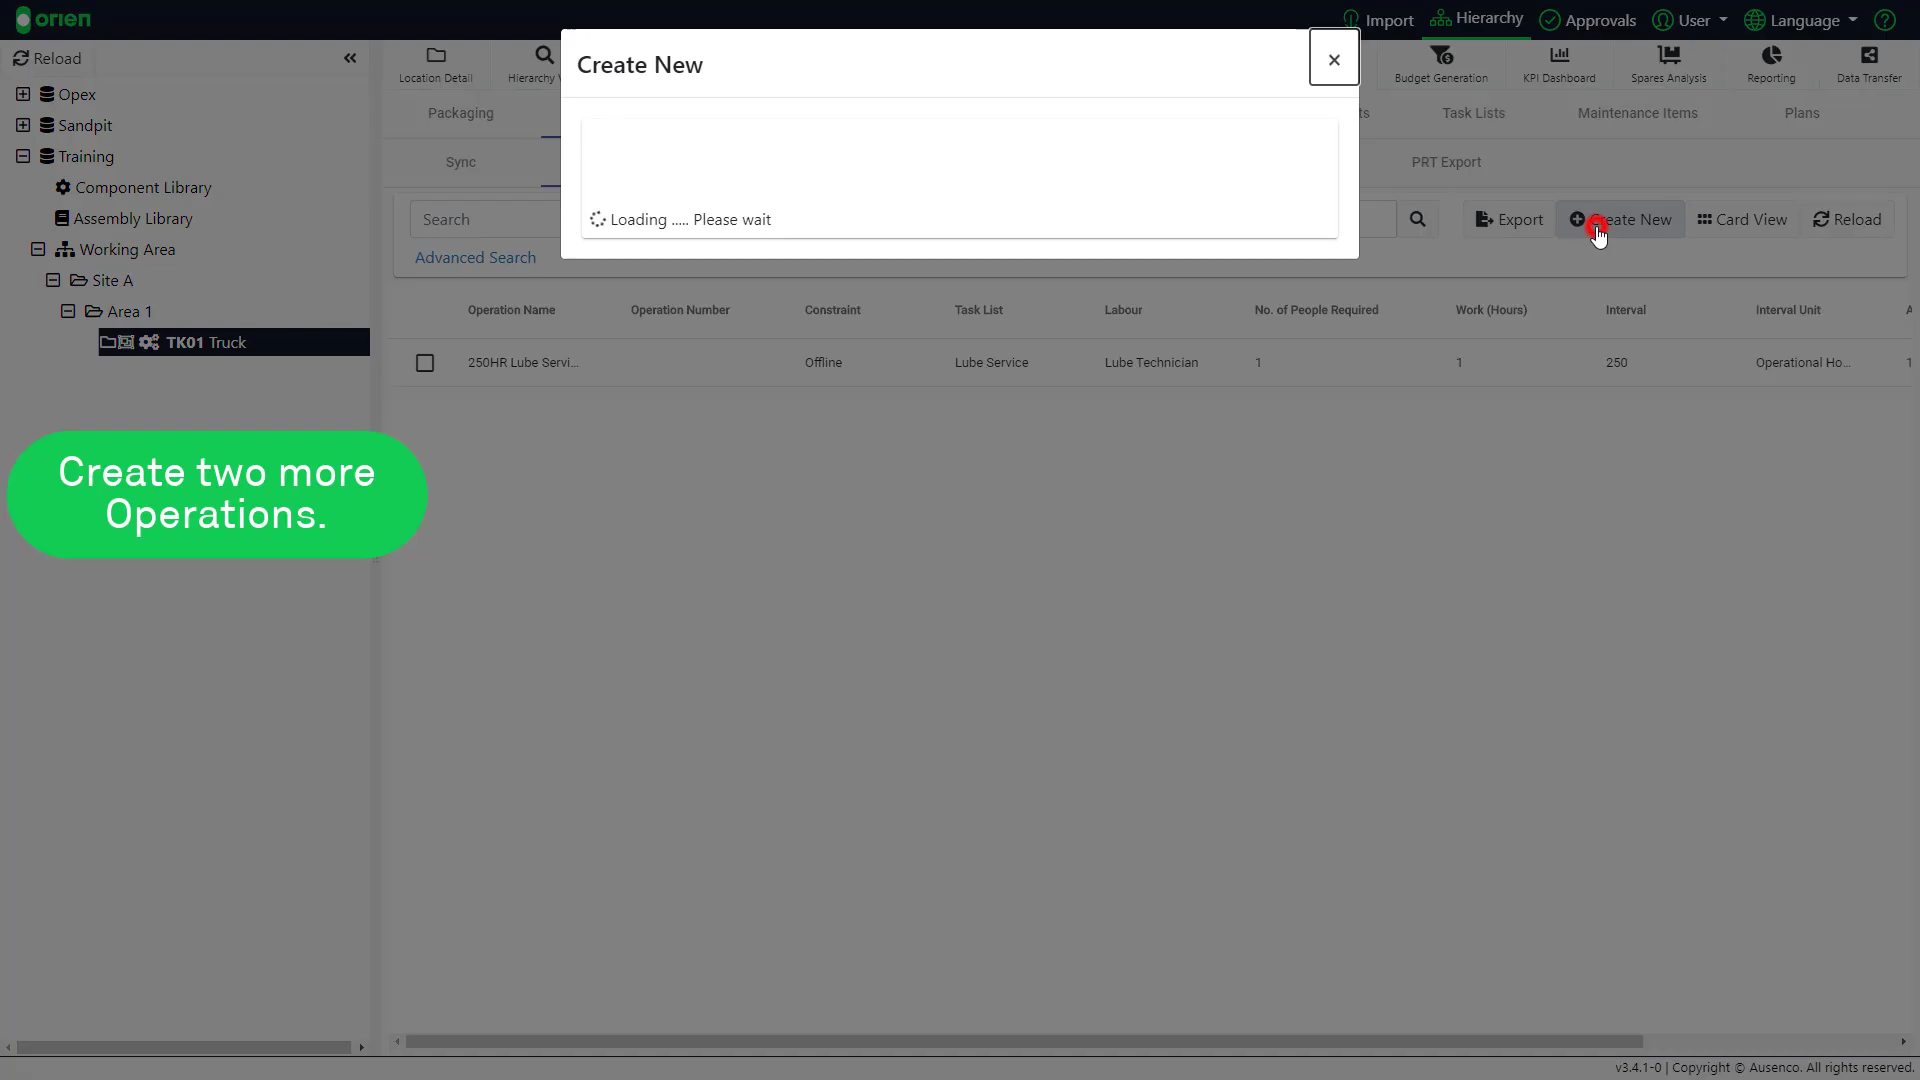 orien
Import
Hierarchy
Approvals
User
Language
Reload
Location Detail
Hierarchy
Budget Generation
KPI Dashboard
Spares Analysis
Reporting
Data Transfer
Create New
×
Packaging
Task Lists
Maintenance Items
Plans
Sync
PRT Export
Opex
Sandpit
Training
Component Library
Assembly Library
Working Area
Site A
Area 1
TK01 Truck
Search
Loading ..... Please wait
Export
Create New
Card View
Reload
Advanced Search
Operation Name
Operation Number
Constraint
Task List
Labour
No. of People Required
Work (Hours)
Interval
Interval Unit
250HR Lube Servi...
Offline
Lube Service
Lube Technician
1
1
250
Operational Ho...
Create two more
Operations.
v3.4.1-0 | Copyright © Ausenco. All rights reserved.